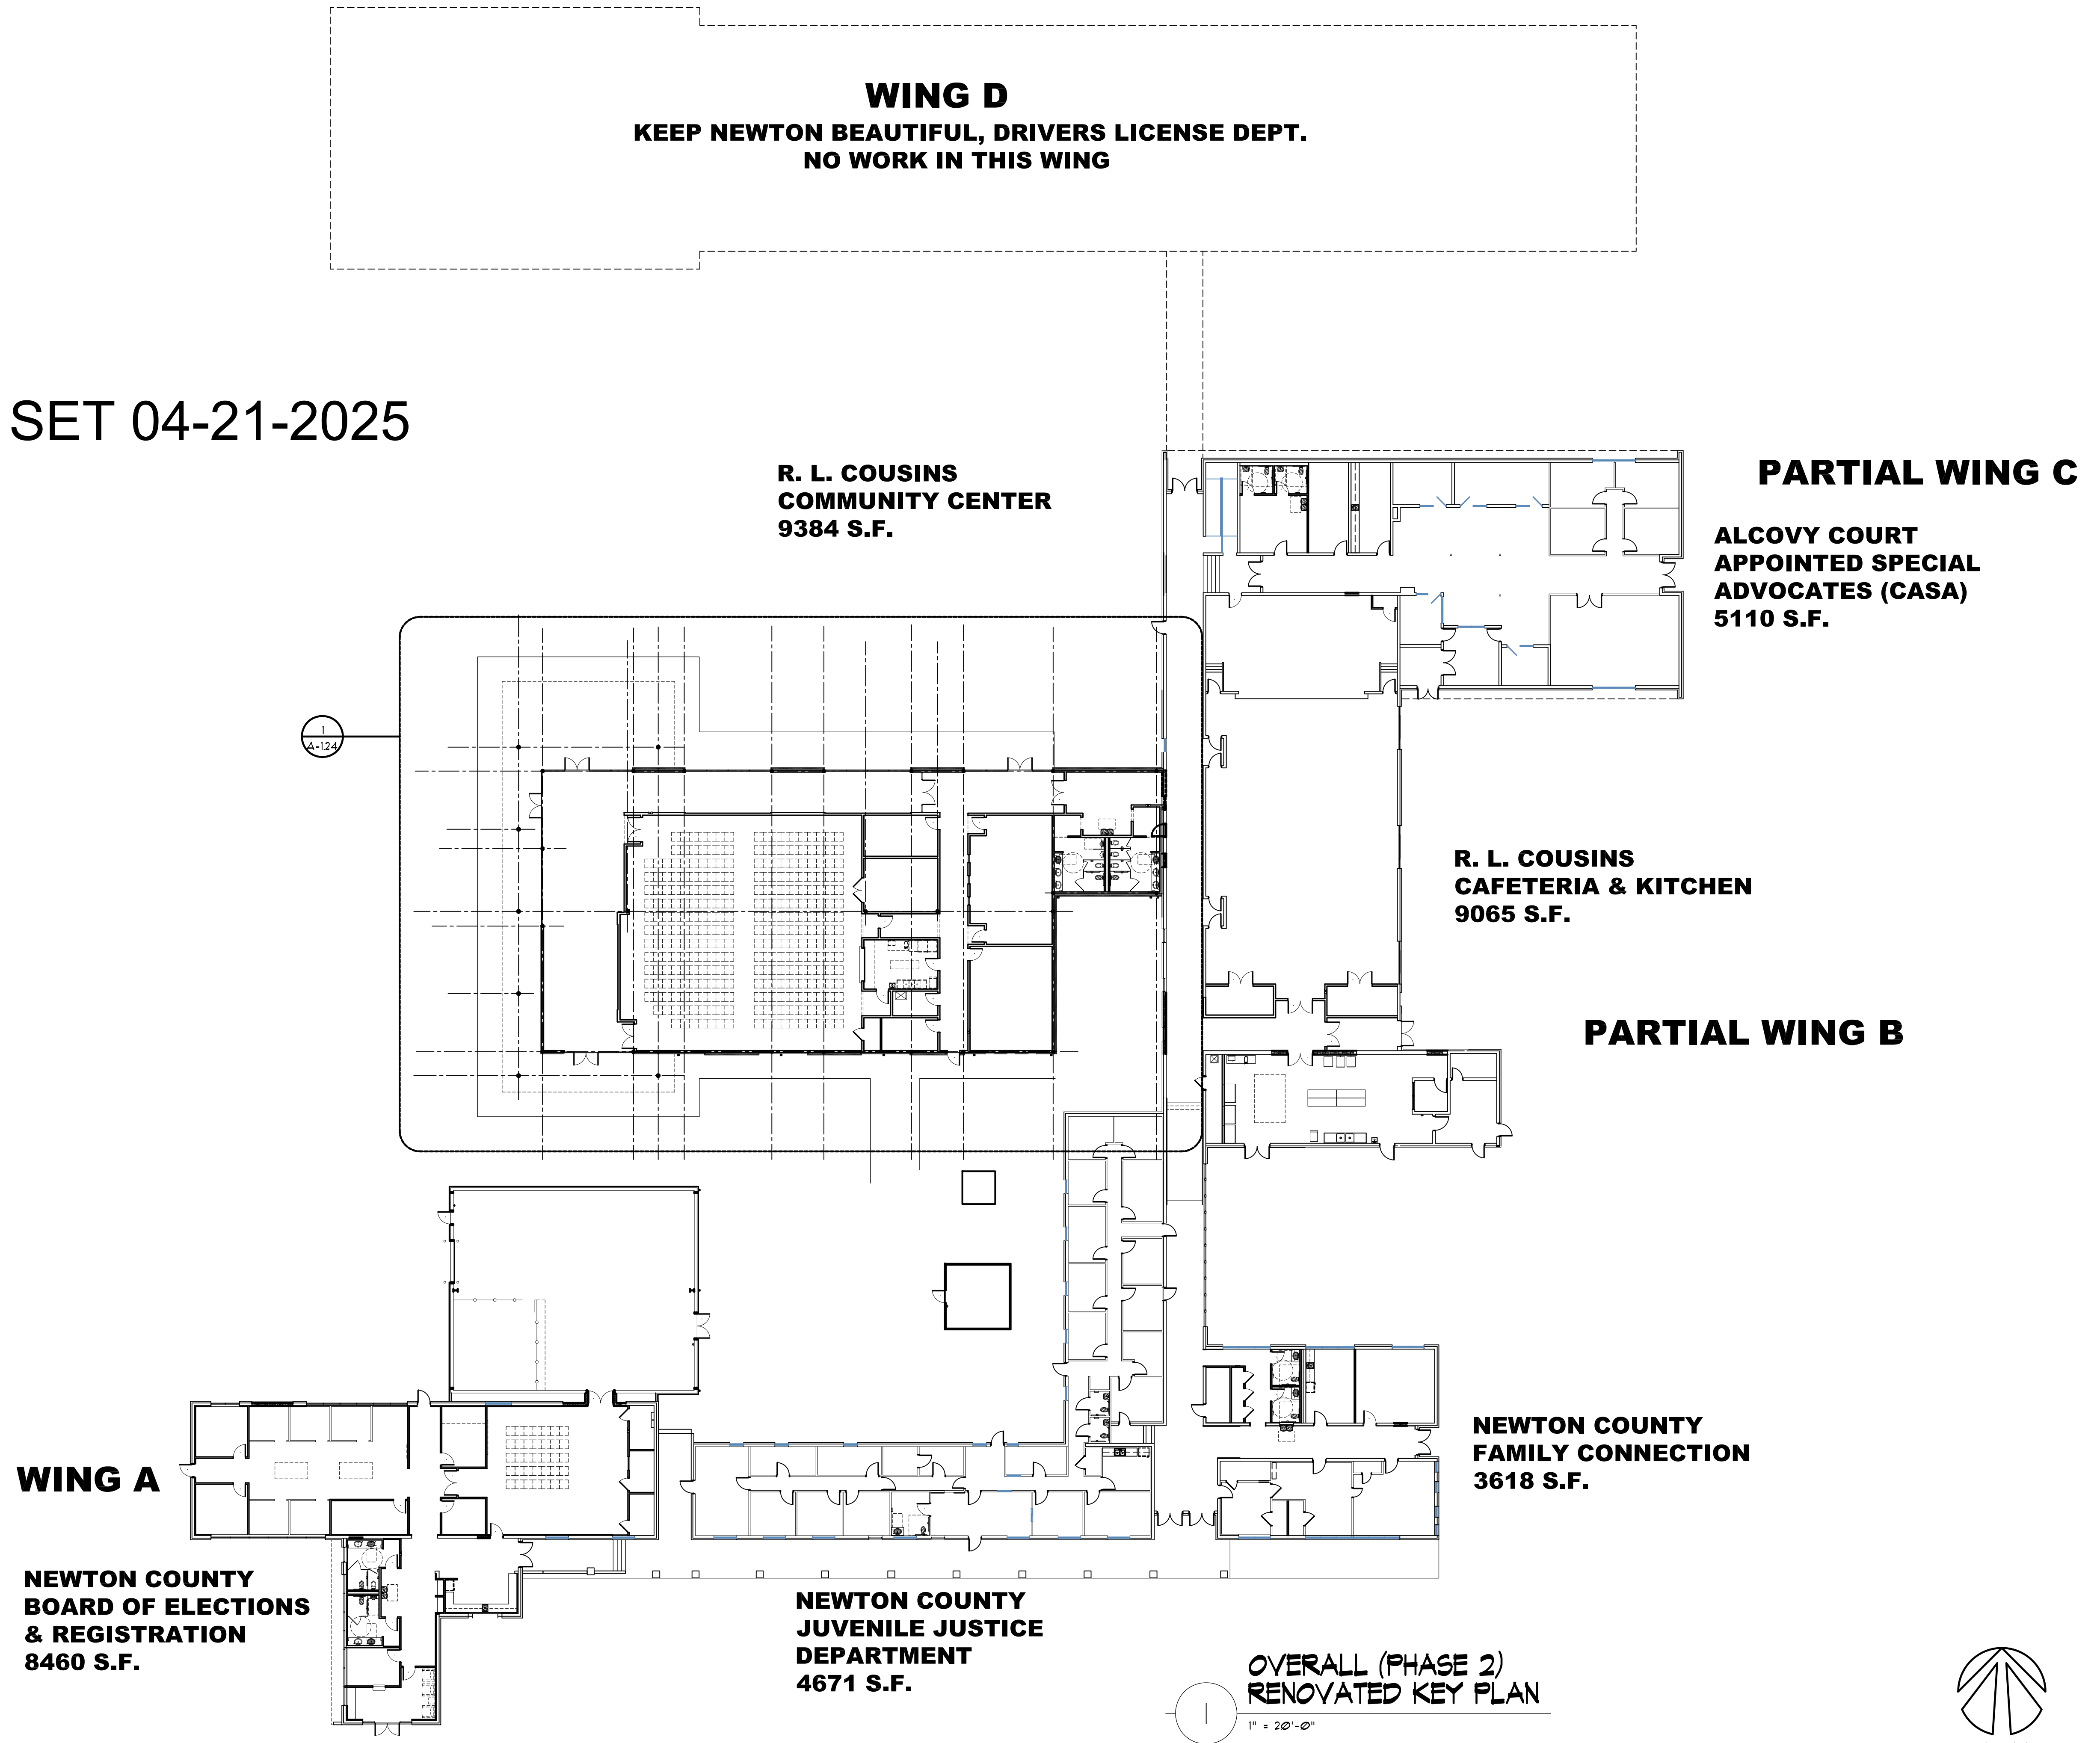 WING D
KEEP NEWTON BEAUTIFUL, DRIVERS LICENSE DEPT.
NO WORK IN THIS WING
SET 04-21-2025
R. L. COUSINS
COMMUNITY CENTER
9384 S.F.
PARTIAL WING C
ALCOVY COURT
APPOINTED SPECIAL
ADVOCATES (CASA)
5110 S.F.
1
A-1.24
R. L. COUSINS
CAFETERIA & KITCHEN
9065 S.F.
PARTIAL WING B
NEWTON COUNTY
FAMILY CONNECTION
3618 S.F.
WING A
NEWTON COUNTY
BOARD OF ELECTIONS
& REGISTRATION
8460 S.F.
NEWTON COUNTY
JUVENILE JUSTICE
DEPARTMENT
4671 S.F.
1
OVERALL (PHASE 2)
RENOVATED KEY PLAN
1" = 20'-0"